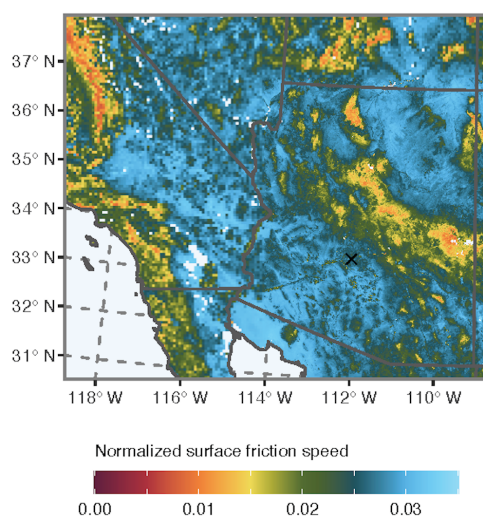 37° N
36° N
35° N
34° N
33° N
32° N
31° N
118° W 116° W 114° W 112° W 110° W
Normalized surface friction speed
0.00 0.01 0.02 0.03